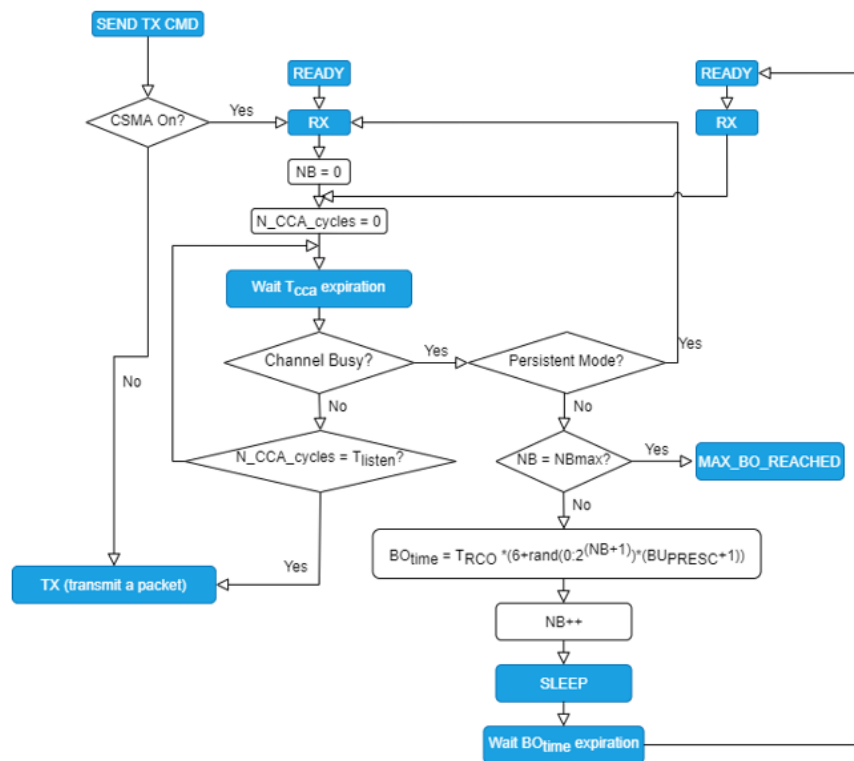 SEND TX CMD
READY
READY
CSMA On?
Yes
RX
RX
NB = 0
N_CCA_cycles = 0
Wait Tcca expiration
Channel Busy?
Yes
Persistent Mode?
Yes
No
No
No
N_CCA_cycles = Tlisten?
NB = NBmax?
Yes
MAX_BO_REACHED
No
BOtime = TRCO *(6+rand(0:2^(NB+1))*(BUPRESC+1))
Yes
TX (transmit a packet)
NB++
SLEEP
Wait BOtime expiration